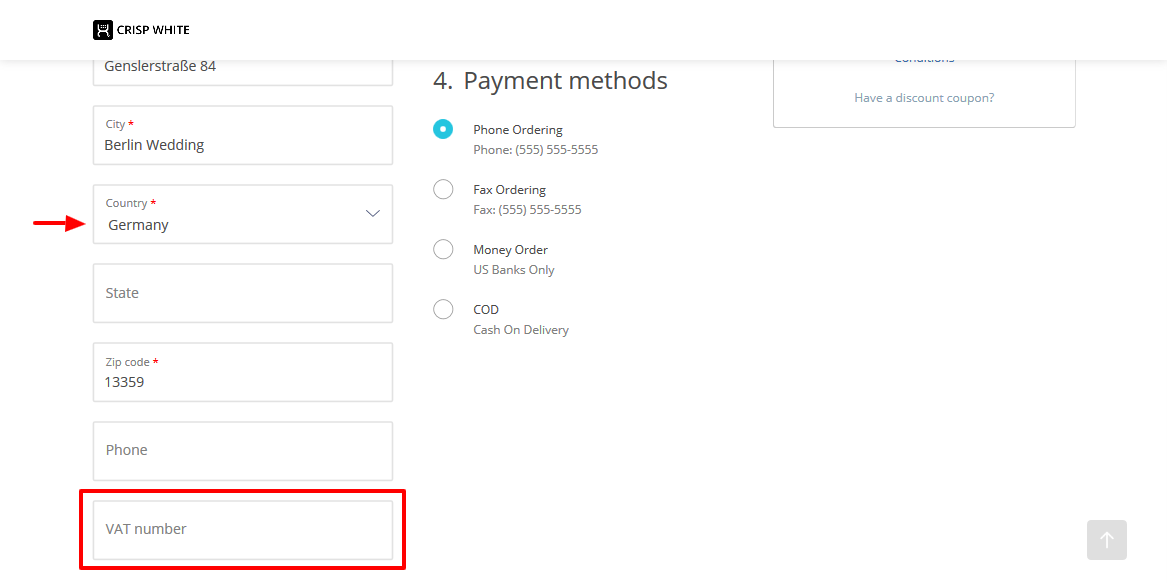 CRISP WHITE
Genslerstraße 84
City *
Berlin Wedding
Country *
Germany
State
Zip code *
13359
Phone
VAT number
4. Payment methods
Phone Ordering
Phone: (555) 555-5555
Fax Ordering
Fax: (555) 555-5555
Money Order
US Banks Only
COD
Cash On Delivery
Conditions
Have a discount coupon?